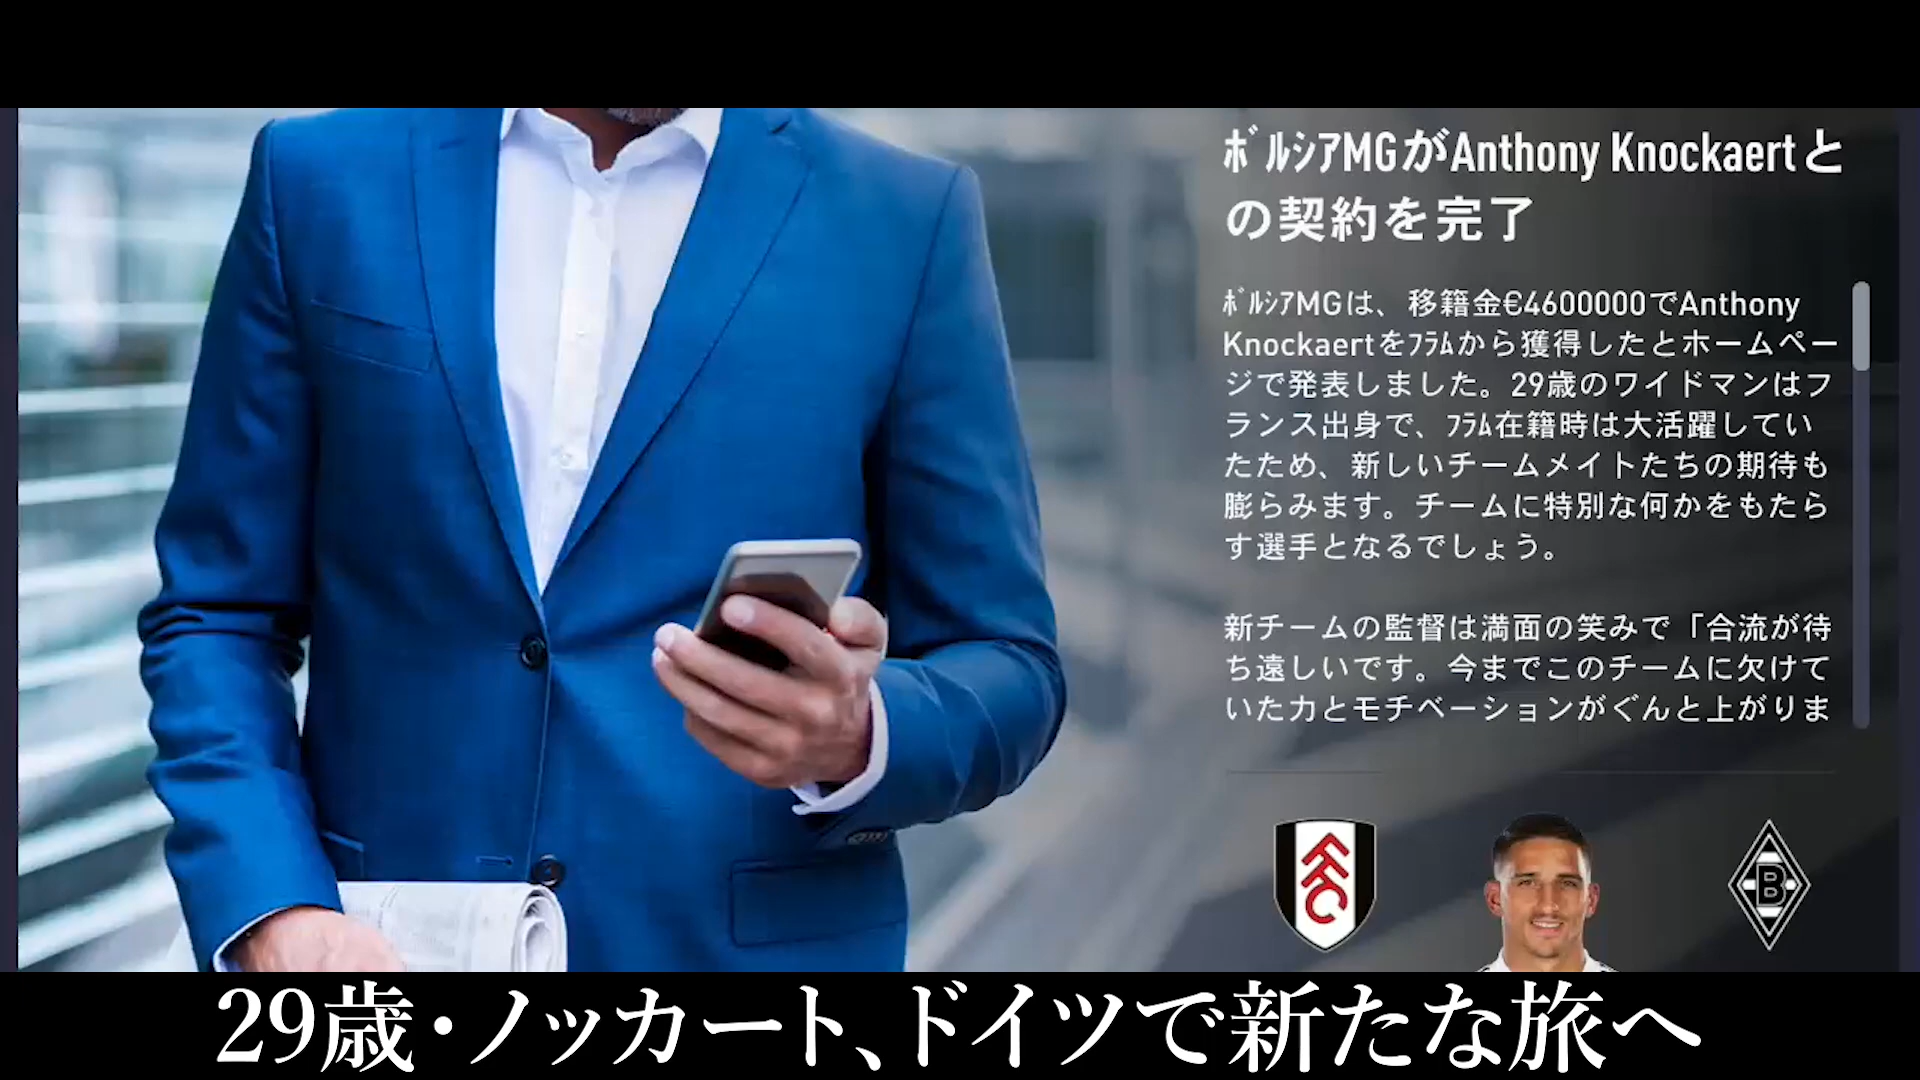 ﾎﾞﾙｼｱMGがAnthony Knockaertと
の契約を完了
ﾎﾞﾙｼｱMGは、移籍金€4600000でAnthony
Knockaertをﾌﾗﾑから獲得したとホームペー
ジで発表しました。29歳のワイドマンはフ
ランス出身で、ﾌﾗﾑ在籍時は大活躍してい
たため、新しいチームメイトたちの期待も
膨らみます。チームに特別な何かをもたら
す選手となるでしょう。
新チームの監督は満面の笑みで「合流が待
ち遠しいです。今までこのチームに欠けて
いた力とモチベーションがぐんと上がりま
FFC
B
29歳・ノッカート、ドイツで新たな旅へ